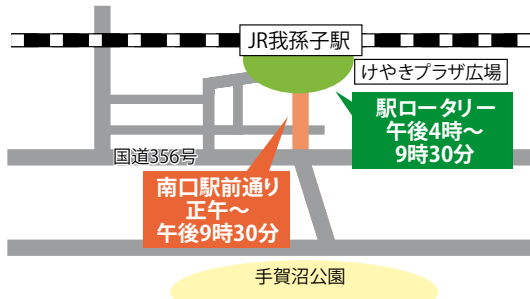 JR我孫子駅
けやきプラザ広場
駅ロータリー
午後4時～
9時30分
国道356号
南口駅前通り
正午～
午後9時30分
手賀沼公園